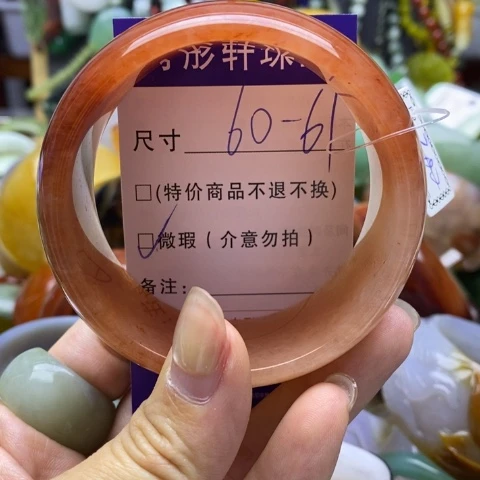 彤轩珠
尺寸 60-61
□(特价商品不退不换)
□微瑕(介意勿拍)
备注: